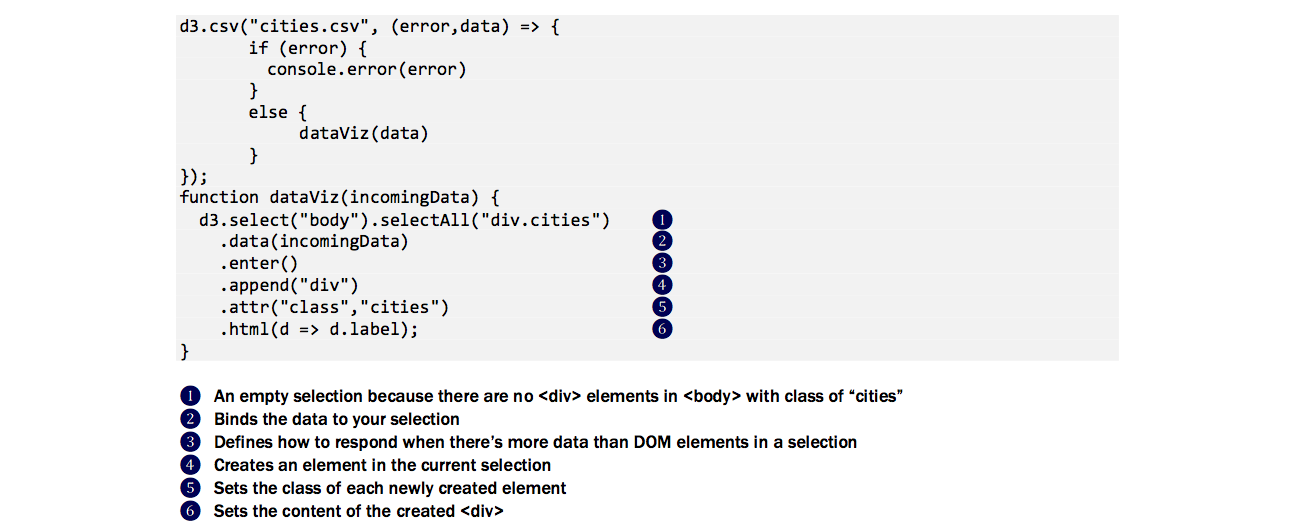 d3.csv("cities.csv", (error,data) => {
if (error) {
console.error(error)
}
else {
dataViz(data)
}
});
function dataViz(incomingData) {
d3.select("body").selectAll("div.cities") 1
.data(incomingData) 2
.enter() 3
.append("div") 4
.attr("class","cities") 5
.html(d => d.label); 6
}
1 An empty selection because there are no <div> elements in <body> with class of “cities”
2 Binds the data to your selection
3 Defines how to respond when there’s more data than DOM elements in a selection
4 Creates an element in the current selection
5 Sets the class of each newly created element
6 Sets the content of the created <div>